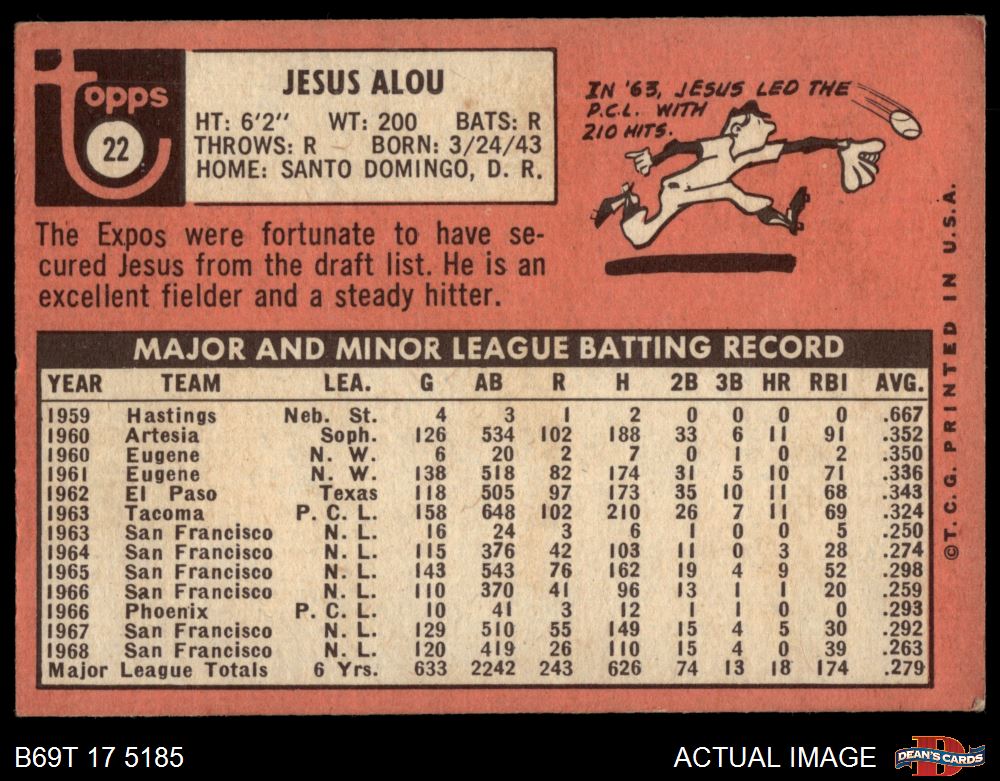 topps
22
JESUS ALOU
HT: 6'2" WT: 200 BATS: R
THROWS: R BORN: 3/24/43
HOME: SANTO DOMINGO, D. R.
IN '63, JESUS LED THE
P.C.L. WITH
210 HITS.
The Expos were fortunate to have se-
cured Jesus from the draft list. He is an
excellent fielder and a steady hitter.
MAJOR AND MINOR LEAGUE BATTING RECORD
YEAR TEAM LEA. G AB R H 2B 3B HR RBI AVG.
1959 Hastings Neb. St. 4 3 1 2 0 0 0 0 .667
1960 Artesia Soph. 126 534 102 188 33 6 11 91 .352
1960 Eugene N. W. 6 20 2 7 0 1 0 2 .350
1961 Eugene N. W. 138 518 82 174 31 5 10 71 .336
1962 El Paso Texas 118 505 97 173 35 10 11 68 .343
1963 Tacoma P. C. L. 158 648 102 210 26 7 11 69 .324
1963 San Francisco N. L. 16 24 3 6 1 0 0 5 .250
1964 San Francisco N. L. 115 376 42 103 11 0 3 28 .274
1965 San Francisco N. L. 143 543 76 162 19 4 9 52 .298
1966 San Francisco N. L. 110 370 41 96 13 1 1 20 .259
1966 Phoenix P. C. L. 10 41 3 12 1 1 0 0 .293
1967 San Francisco N. L. 129 510 55 149 15 4 5 30 .292
1968 San Francisco N. L. 120 419 26 110 15 4 0 39 .263
Major League Totals 6 Yrs. 633 2242 243 626 74 13 18 174 .279
©T.C.G. PRINTED IN U.S.A.
B69T 17 5185
ACTUAL IMAGE
DEAN'S CARDS